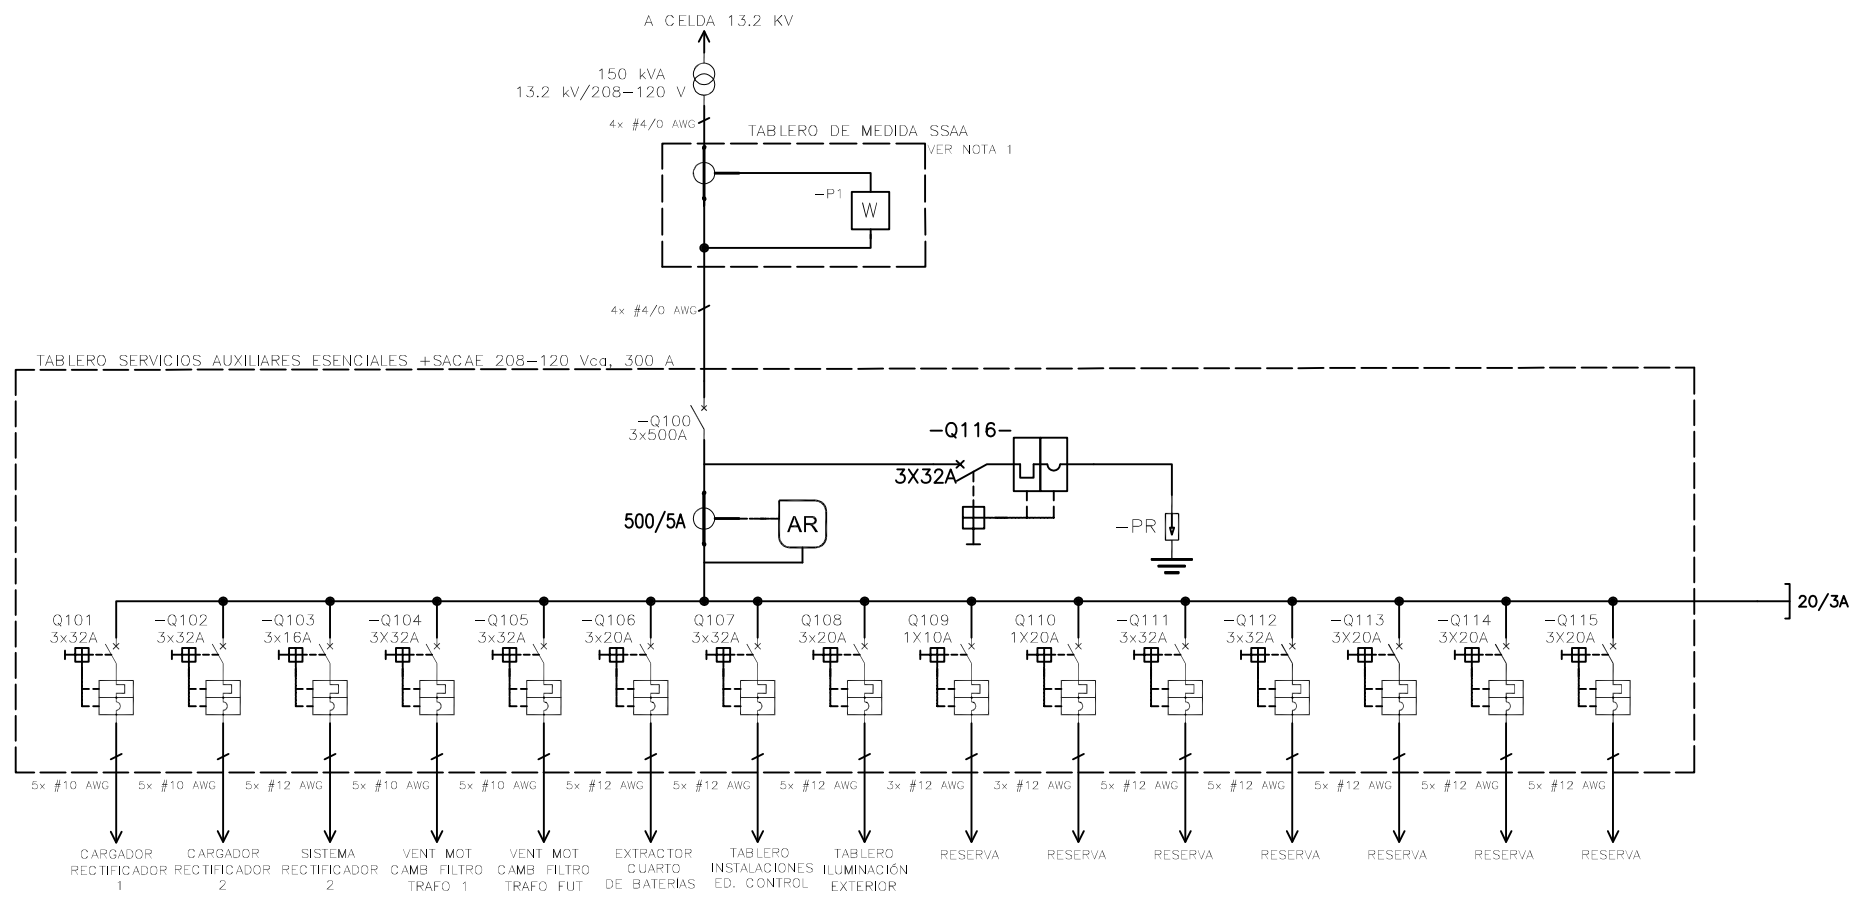 A CELDA 13.2 KV
150 kVA
13.2 kV/208-120 V
4x #4/0 AWG
TABLERO DE MEDIDA SSAA
VER NOTA 1
-P1
W
4x #4/0 AWG
TABLERO SERVICIOS AUXILIARES ESENCIALES +SACAE 208-120 Vca, 300 A
-Q100
3x500A
-Q116-
3X32A
500/5A
AR
-PR
20/3A
Q101 -Q102 -Q103 -Q104 -Q105 -Q106 Q107 Q108 Q109 Q110 -Q111 -Q112 -Q113 -Q114 -Q115
3x32A 3x32A 3x16A 3X32A 3x32A 3x20A 3x32A 3x20A 1X10A 1X20A 3x32A 3x32A 3X20A 3X20A 3X20A
5x #10 AWG 5x #10 AWG 5x #12 AWG 5x #10 AWG 5x #10 AWG 5x #12 AWG 5x #12 AWG 5x #12 AWG 3x #12 AWG 3x #12 AWG 5x #12 AWG 5x #12 AWG 5x #12 AWG 5x #12 AWG 5x #12 AWG
CARGADOR
RECTIFICADOR
1
CARGADOR
RECTIFICADOR
2
SISTEMA
RECTIFICADOR
2
VENT MOT
CAMB FILTRO
TRAFO 1
VENT MOT
CAMB FILTRO
TRAFO FUT
EXTRACTOR
CUARTO
DE BATERIAS
TABLERO
INSTALACIONES
ED. CONTROL
TABLERO
ILUMINACIÓN
EXTERIOR
RESERVA
RESERVA
RESERVA
RESERVA
RESERVA
RESERVA
RESERVA